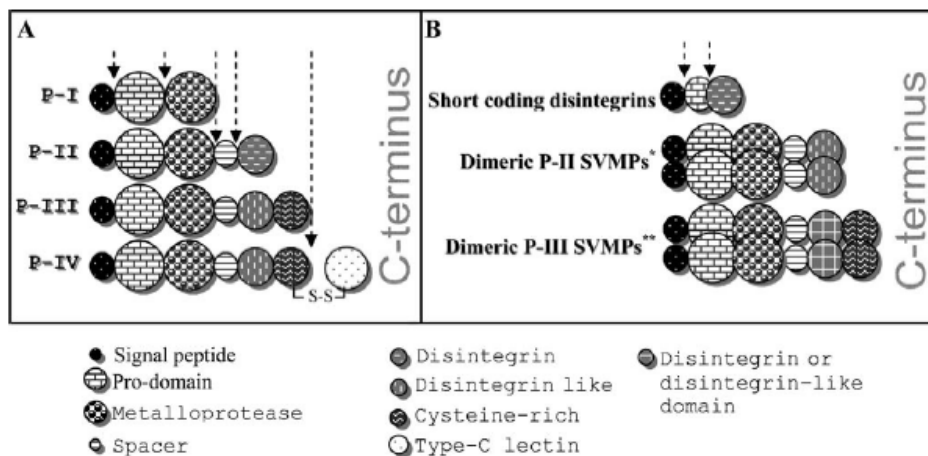 A
P-I
P-II
P-III
P-IV
S-S
C-terminus
B
Short coding disintegrins
Dimeric P-II SVMPs*
Dimeric P-III SVMPs**
C-terminus
Signal peptide
Pro-domain
Metalloprotease
Spacer
Disintegrin
Disintegrin like
Cysteine-rich
Type-C lectin
Disintegrin or
disintegrin-like
domain